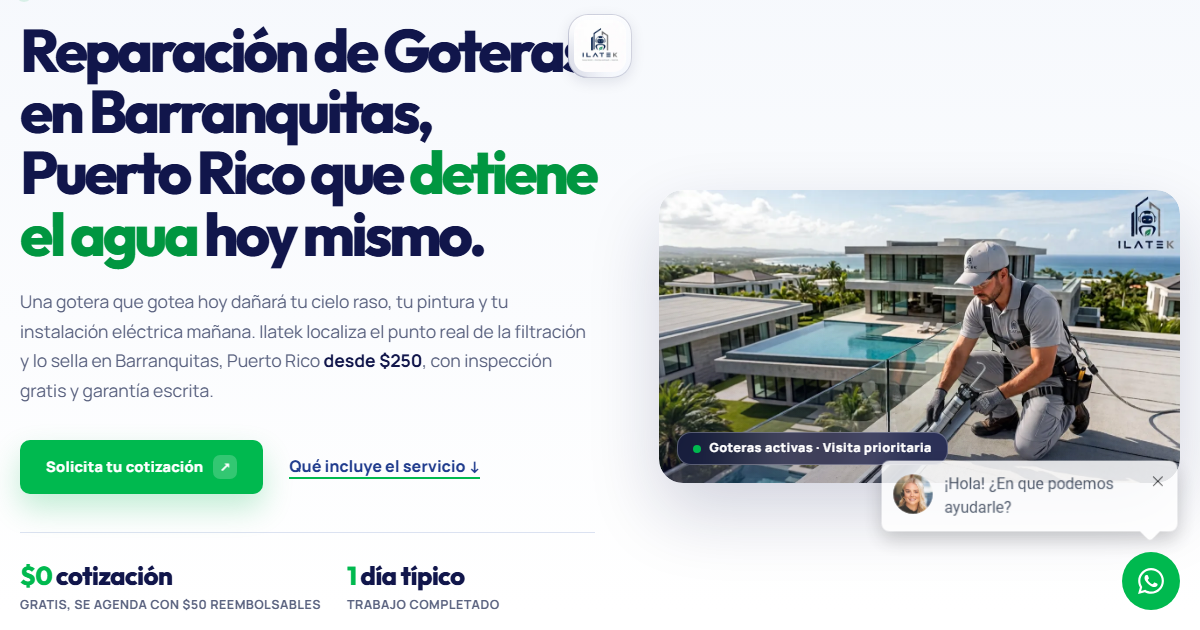 Reparación de Goteras
en Barranquitas,
Puerto Rico que detiene
el agua hoy mismo.
ILATEK
Una gotera que gotea hoy dañará tu cielo raso, tu pintura y tu
instalación eléctrica mañana. Ilatek localiza el punto real de la filtración
y lo sella en Barranquitas, Puerto Rico desde $250, con inspección
gratis y garantía escrita.
Solicita tu cotización ↗
Qué incluye el servicio ↓
$0 cotización
GRATIS, SE AGENDA CON $50 REEMBOLSABLES
1 día típico
TRABAJO COMPLETADO
ILATEK
Goteras activas · Visita prioritaria
¡Hola! ¿En que podemos
ayudarle?